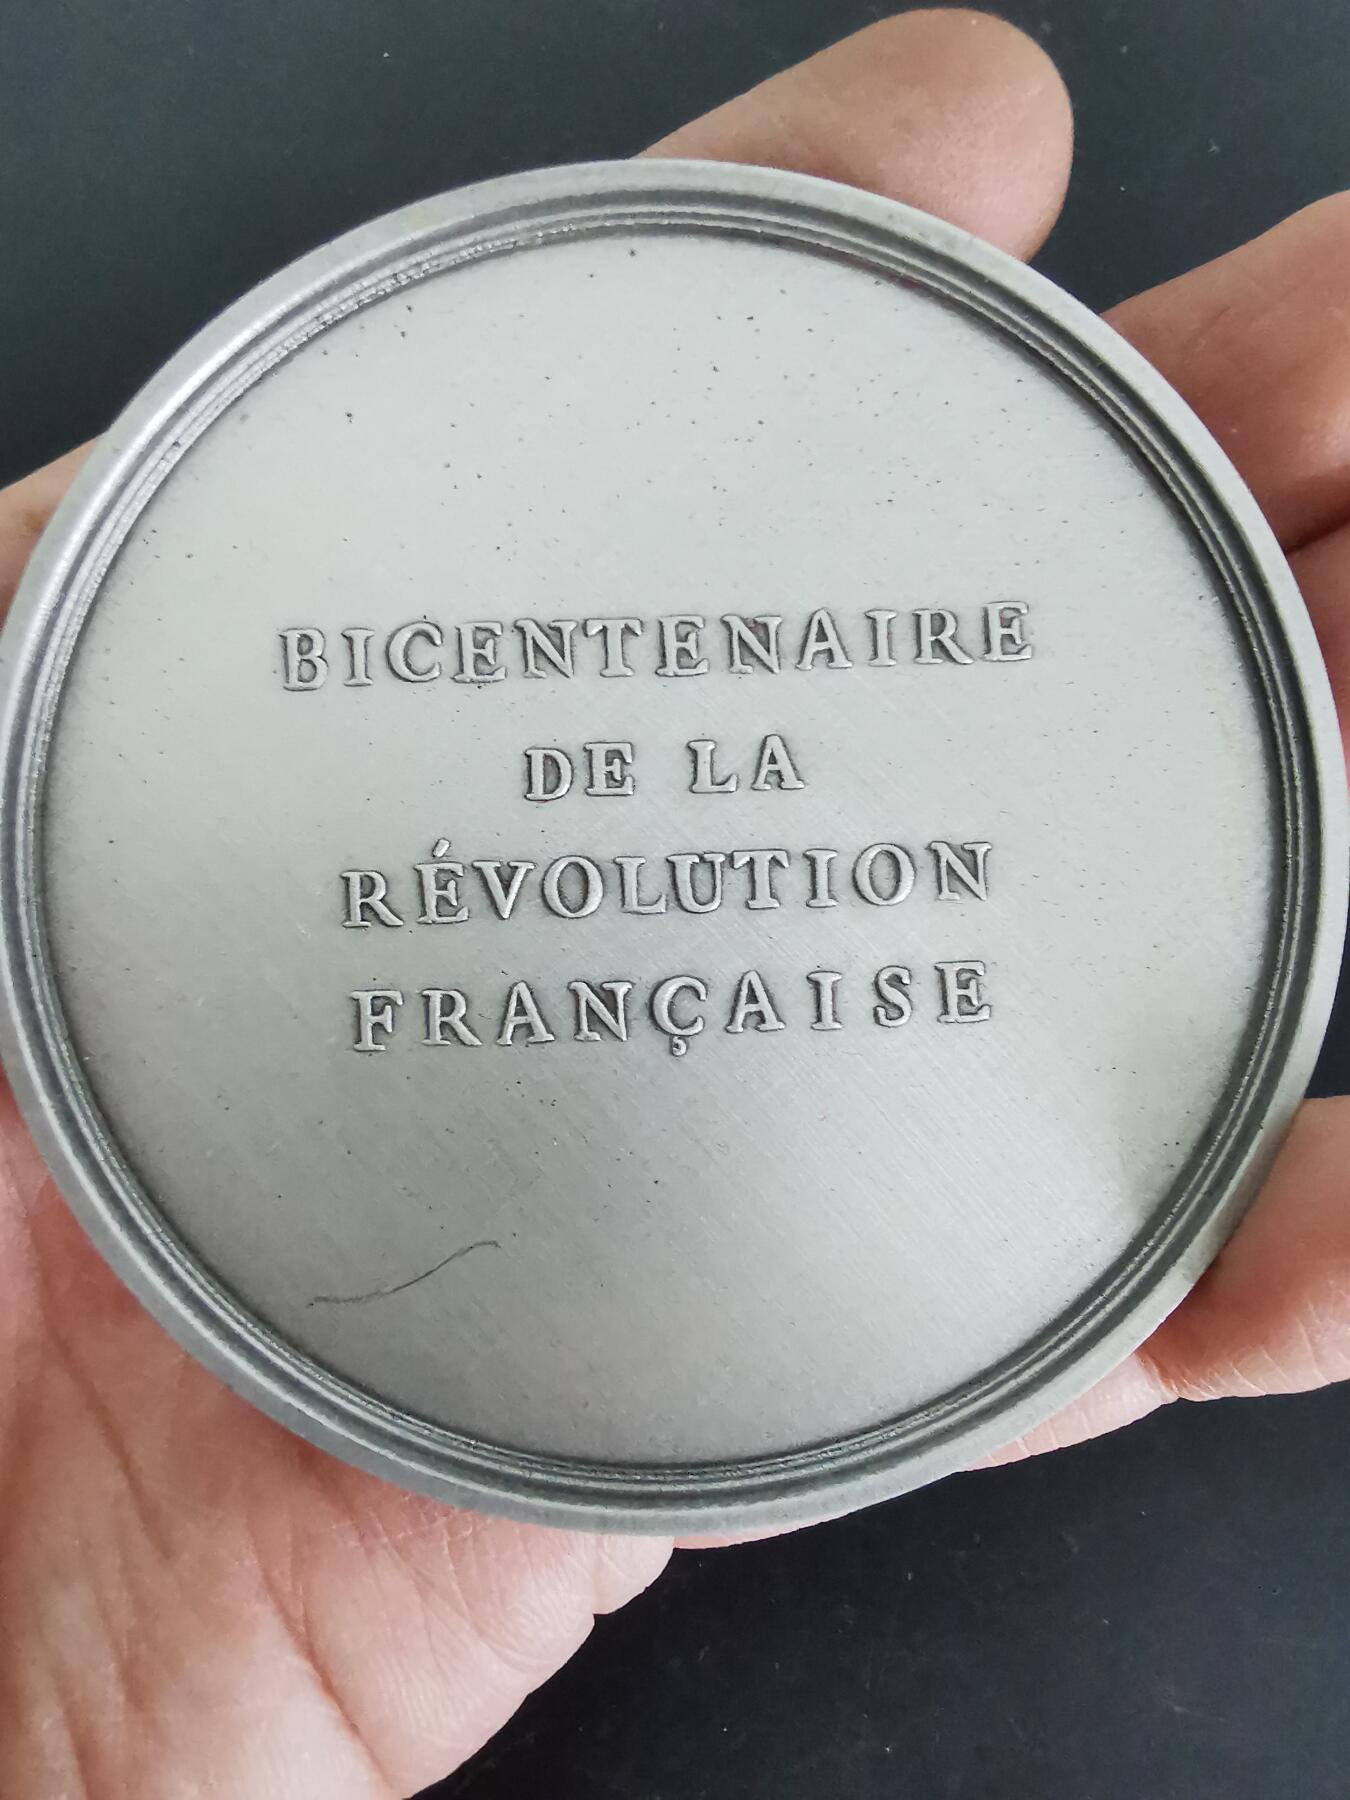 BICENTENAIRE
DE LA
RÉVOLUTION
FRANÇAISE